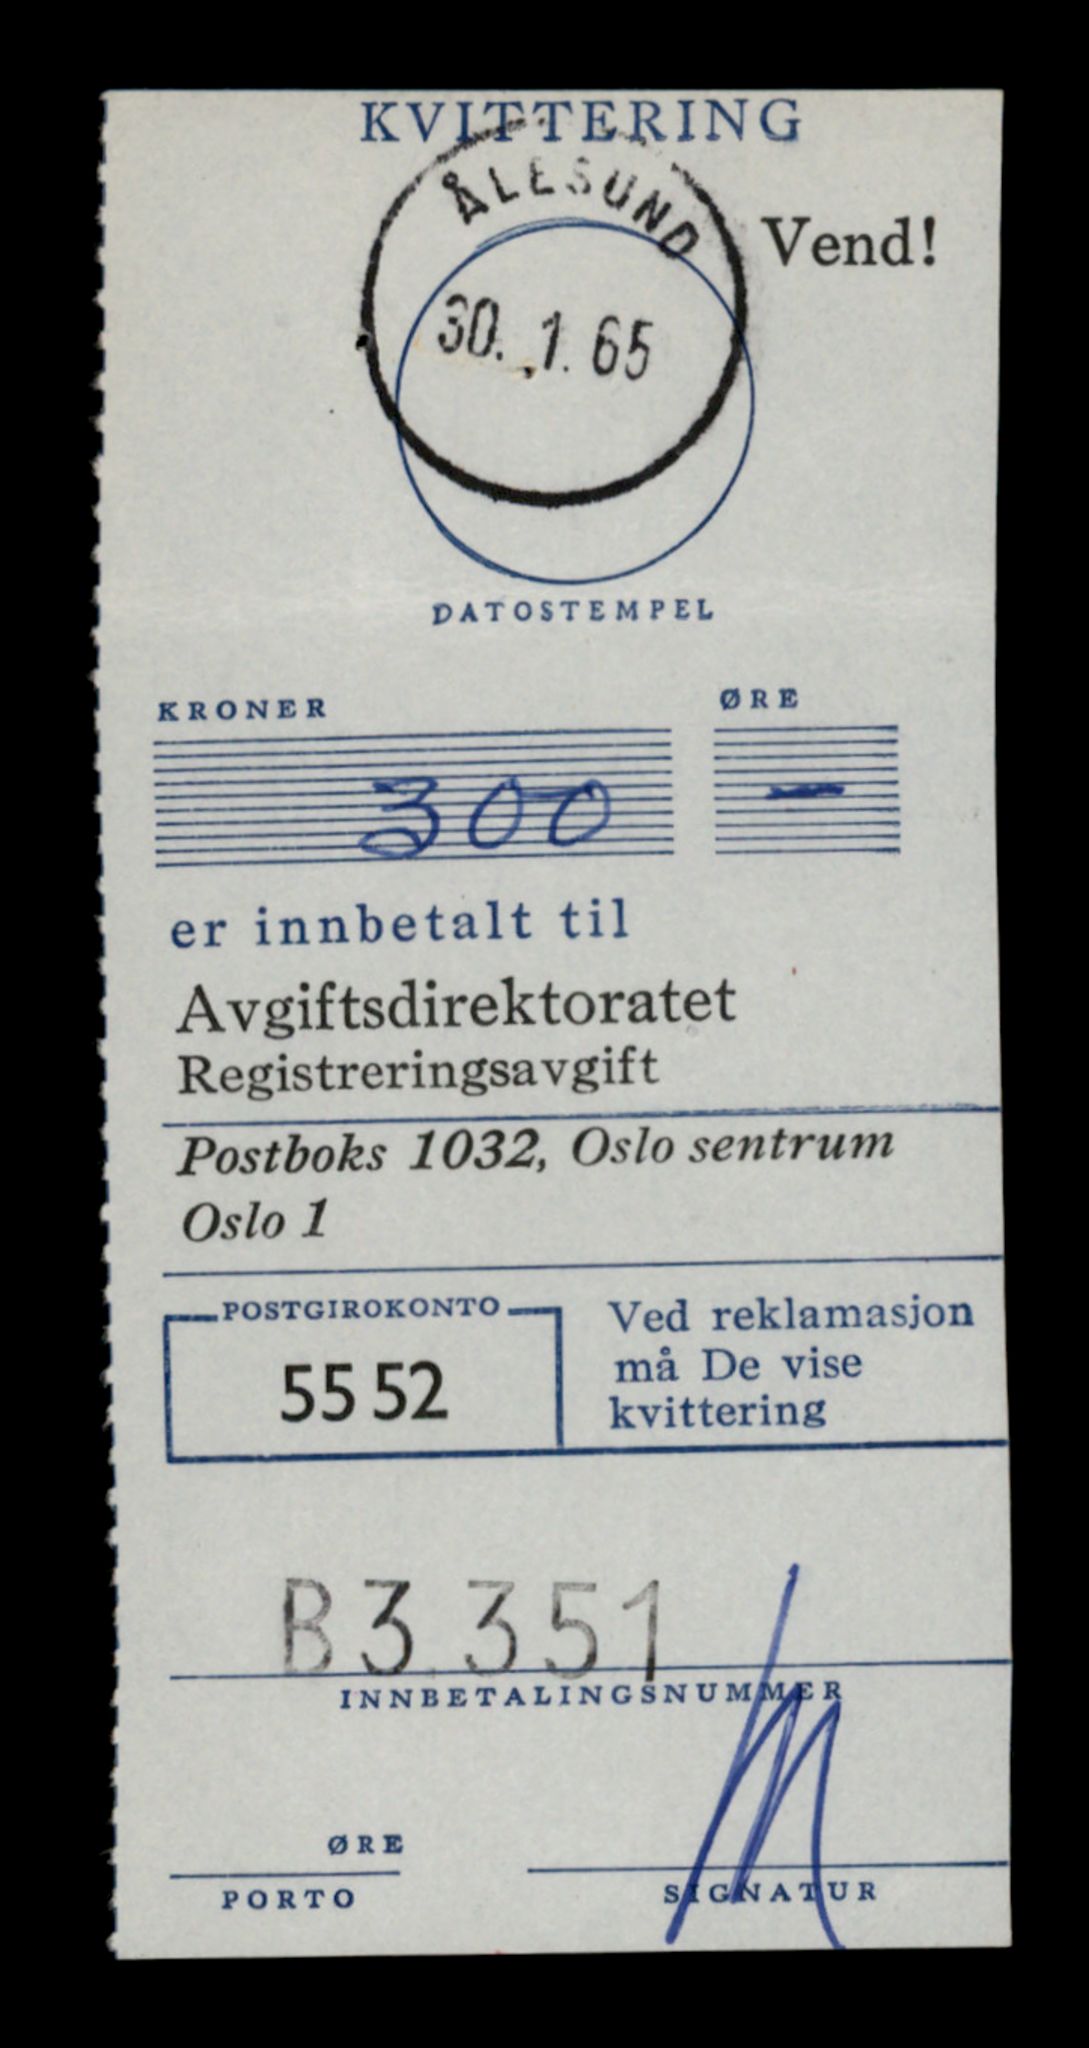 KVITTERING
ÅLESUND
Vend!
30. 1. 65
DATOSTEMPEL
KRONER ØRE
300 —
er innbetalt til
Avgiftsdirektoratet
Registreringsavgift
Postboks 1032, Oslo sentrum
Oslo 1
POSTGIROKONTO
55 52
Ved reklamasjon
må De vise
kvittering
B3 351
INNBETALINGSNUMMER
ØRE
PORTO
SIGNATUR